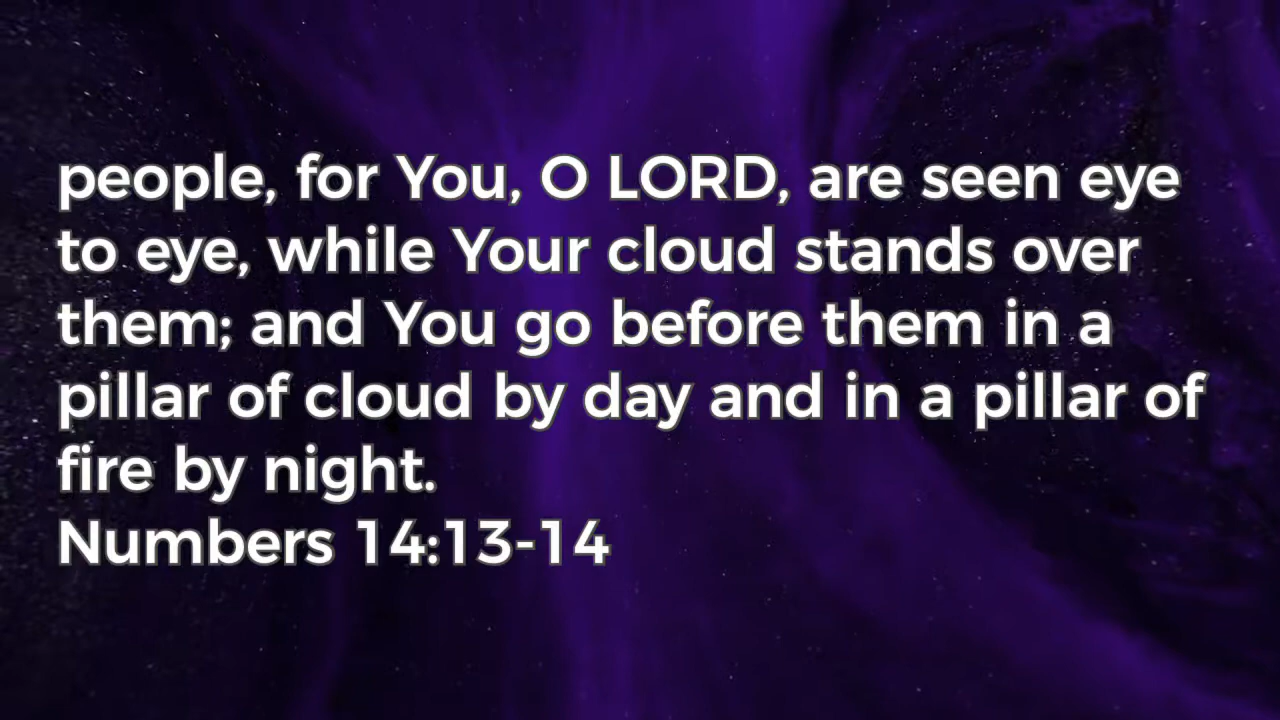 people, for You, O LORD, are seen eye
to eye, while Your cloud stands over
them; and You go before them in a
pillar of cloud by day and in a pillar of
fire by night.
Numbers 14:13-14